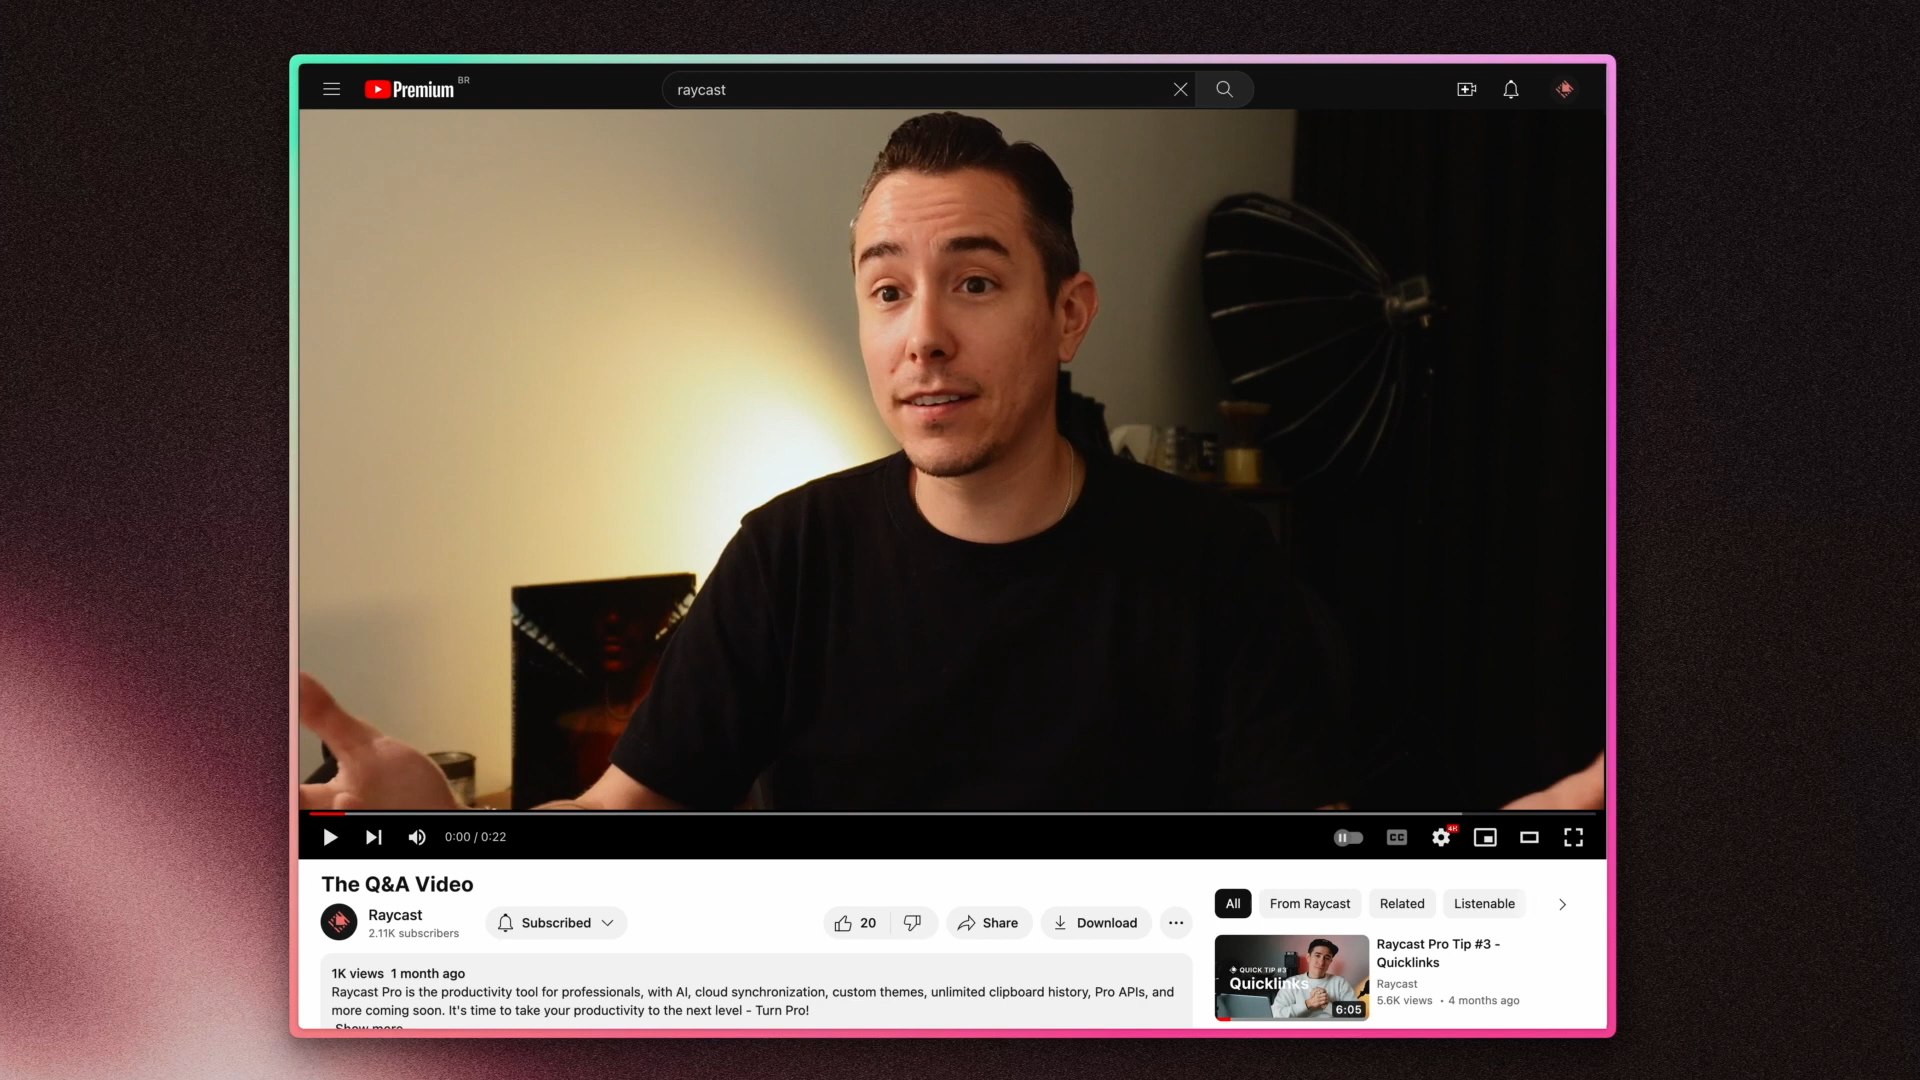 Premium BR
raycast
0:00 / 0:22
CC
4K
The Q&A Video
Raycast
2.11K subscribers
Subscribed
20
Share
Download
All
From Raycast
Related
Listenable
1K views 1 month ago
Raycast Pro is the productivity tool for professionals, with AI, cloud synchronization, custom themes, unlimited clipboard history, Pro APIs, and
more coming soon. It's time to take your productivity to the next level - Turn Pro!
Show more
QUICK TIP #3
Quicklinks
6:05
Raycast Pro Tip #3 -
Quicklinks
Raycast
5.6K views • 4 months ago